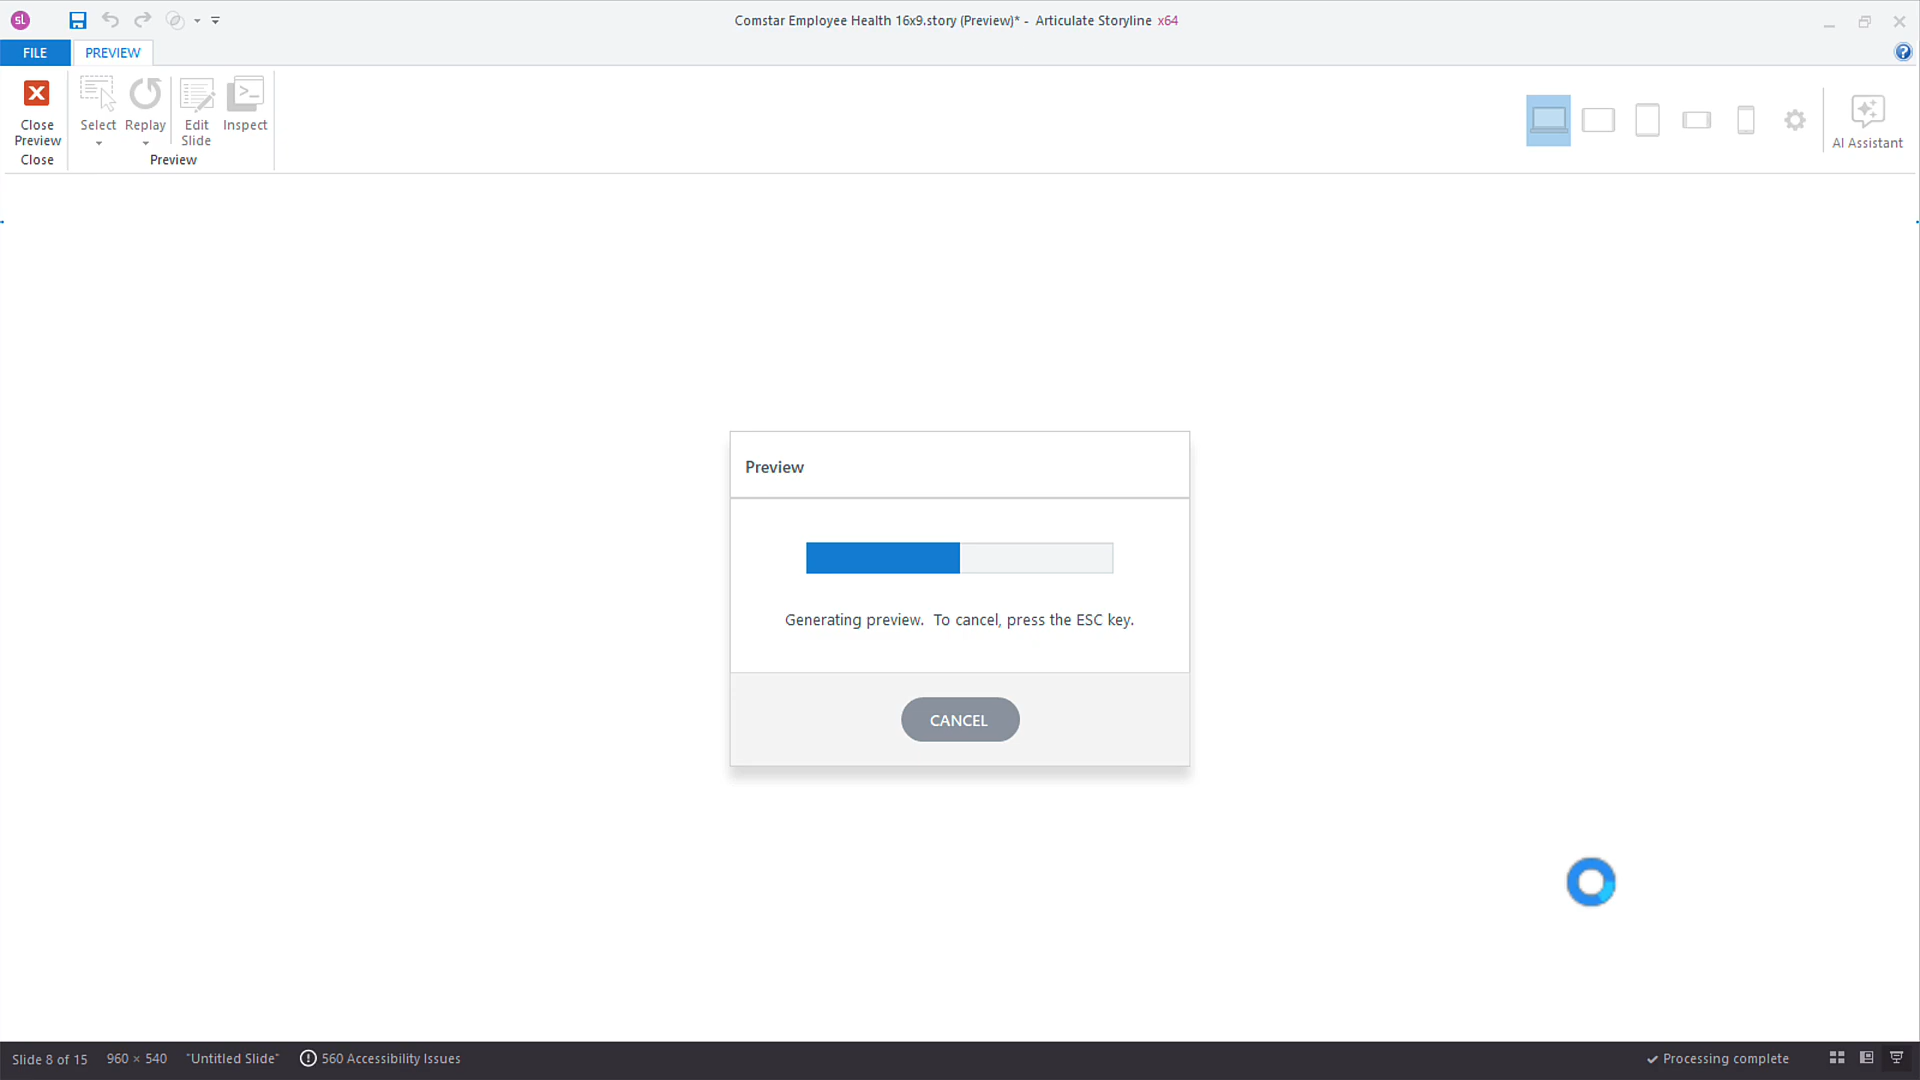 sL
Comstar Employee Health 16x9.story (Preview)* - Articulate Storyline x64
FILE
PREVIEW
?
Close
Preview
Select
Replay
Edit
Slide
Inspect
Close
Preview
AI Assistant
Preview
Generating preview. To cancel, press the ESC key.
CANCEL
Slide 8 of 15
960 × 540
"Untitled Slide"
560 Accessibility Issues
Processing complete